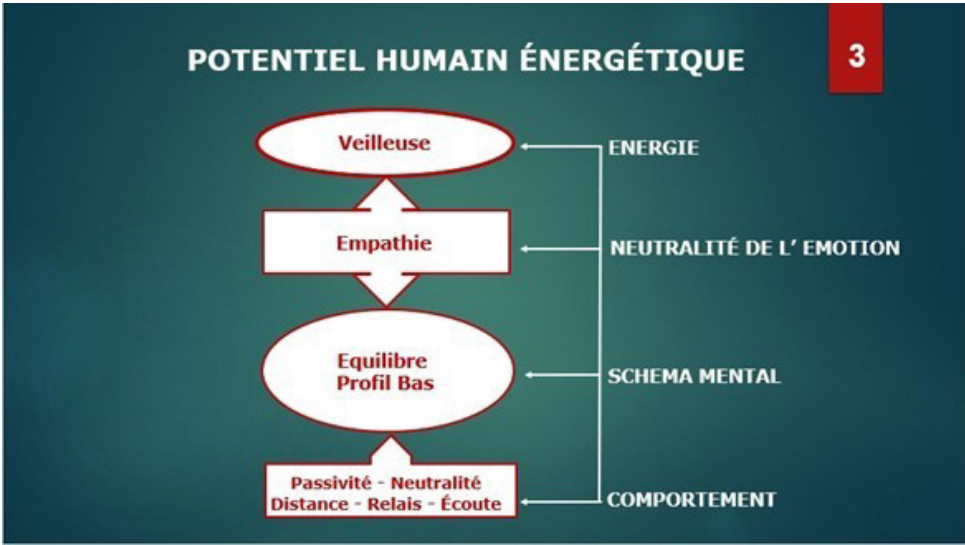 POTENTIEL HUMAIN ÉNERGÉTIQUE
3
Veilleuse
ENERGIE
Empathie
NEUTRALITÉ DE L' EMOTION
Equilibre
Profil Bas
SCHEMA MENTAL
Passivité - Neutralité
Distance - Relais - Écoute
COMPORTEMENT